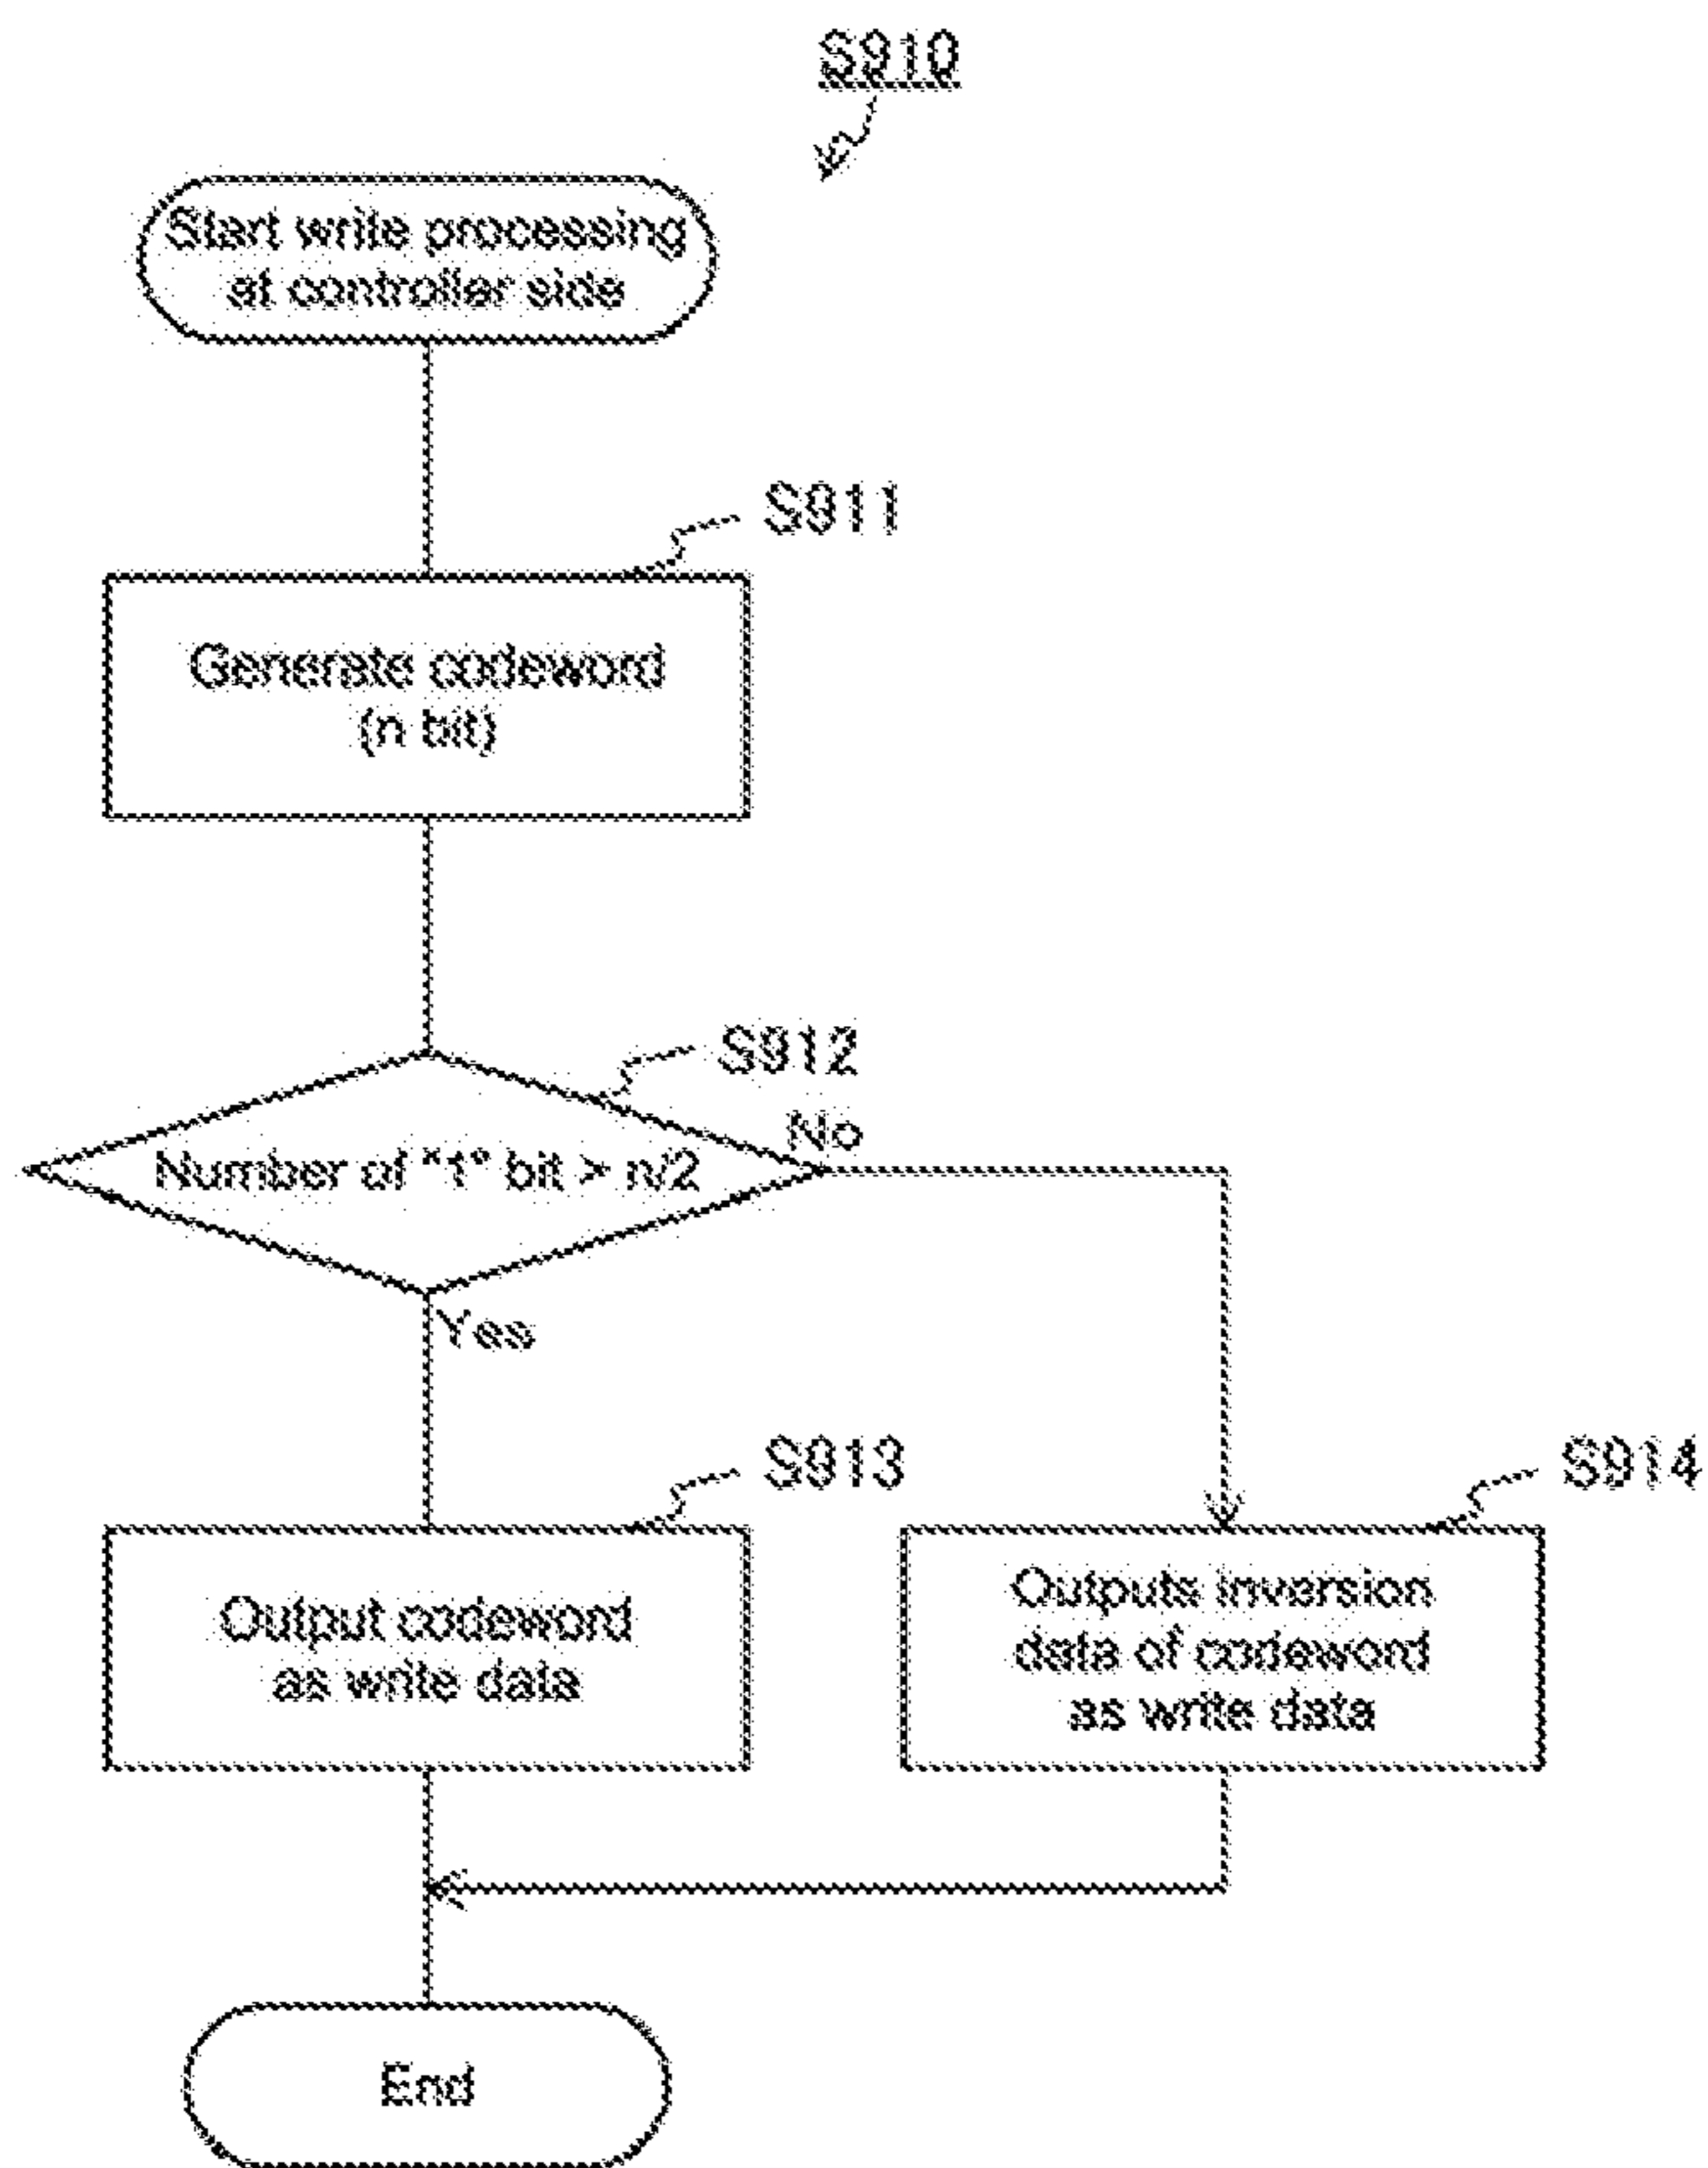 S910
Start write processing
at controller side
S911
Generate codeword
(n bit)
S912
No
Number of "1" bit > n/2
Yes
S913
S914
Output codeword
as write data
Outputs inversion
data of codeword
as write data
End